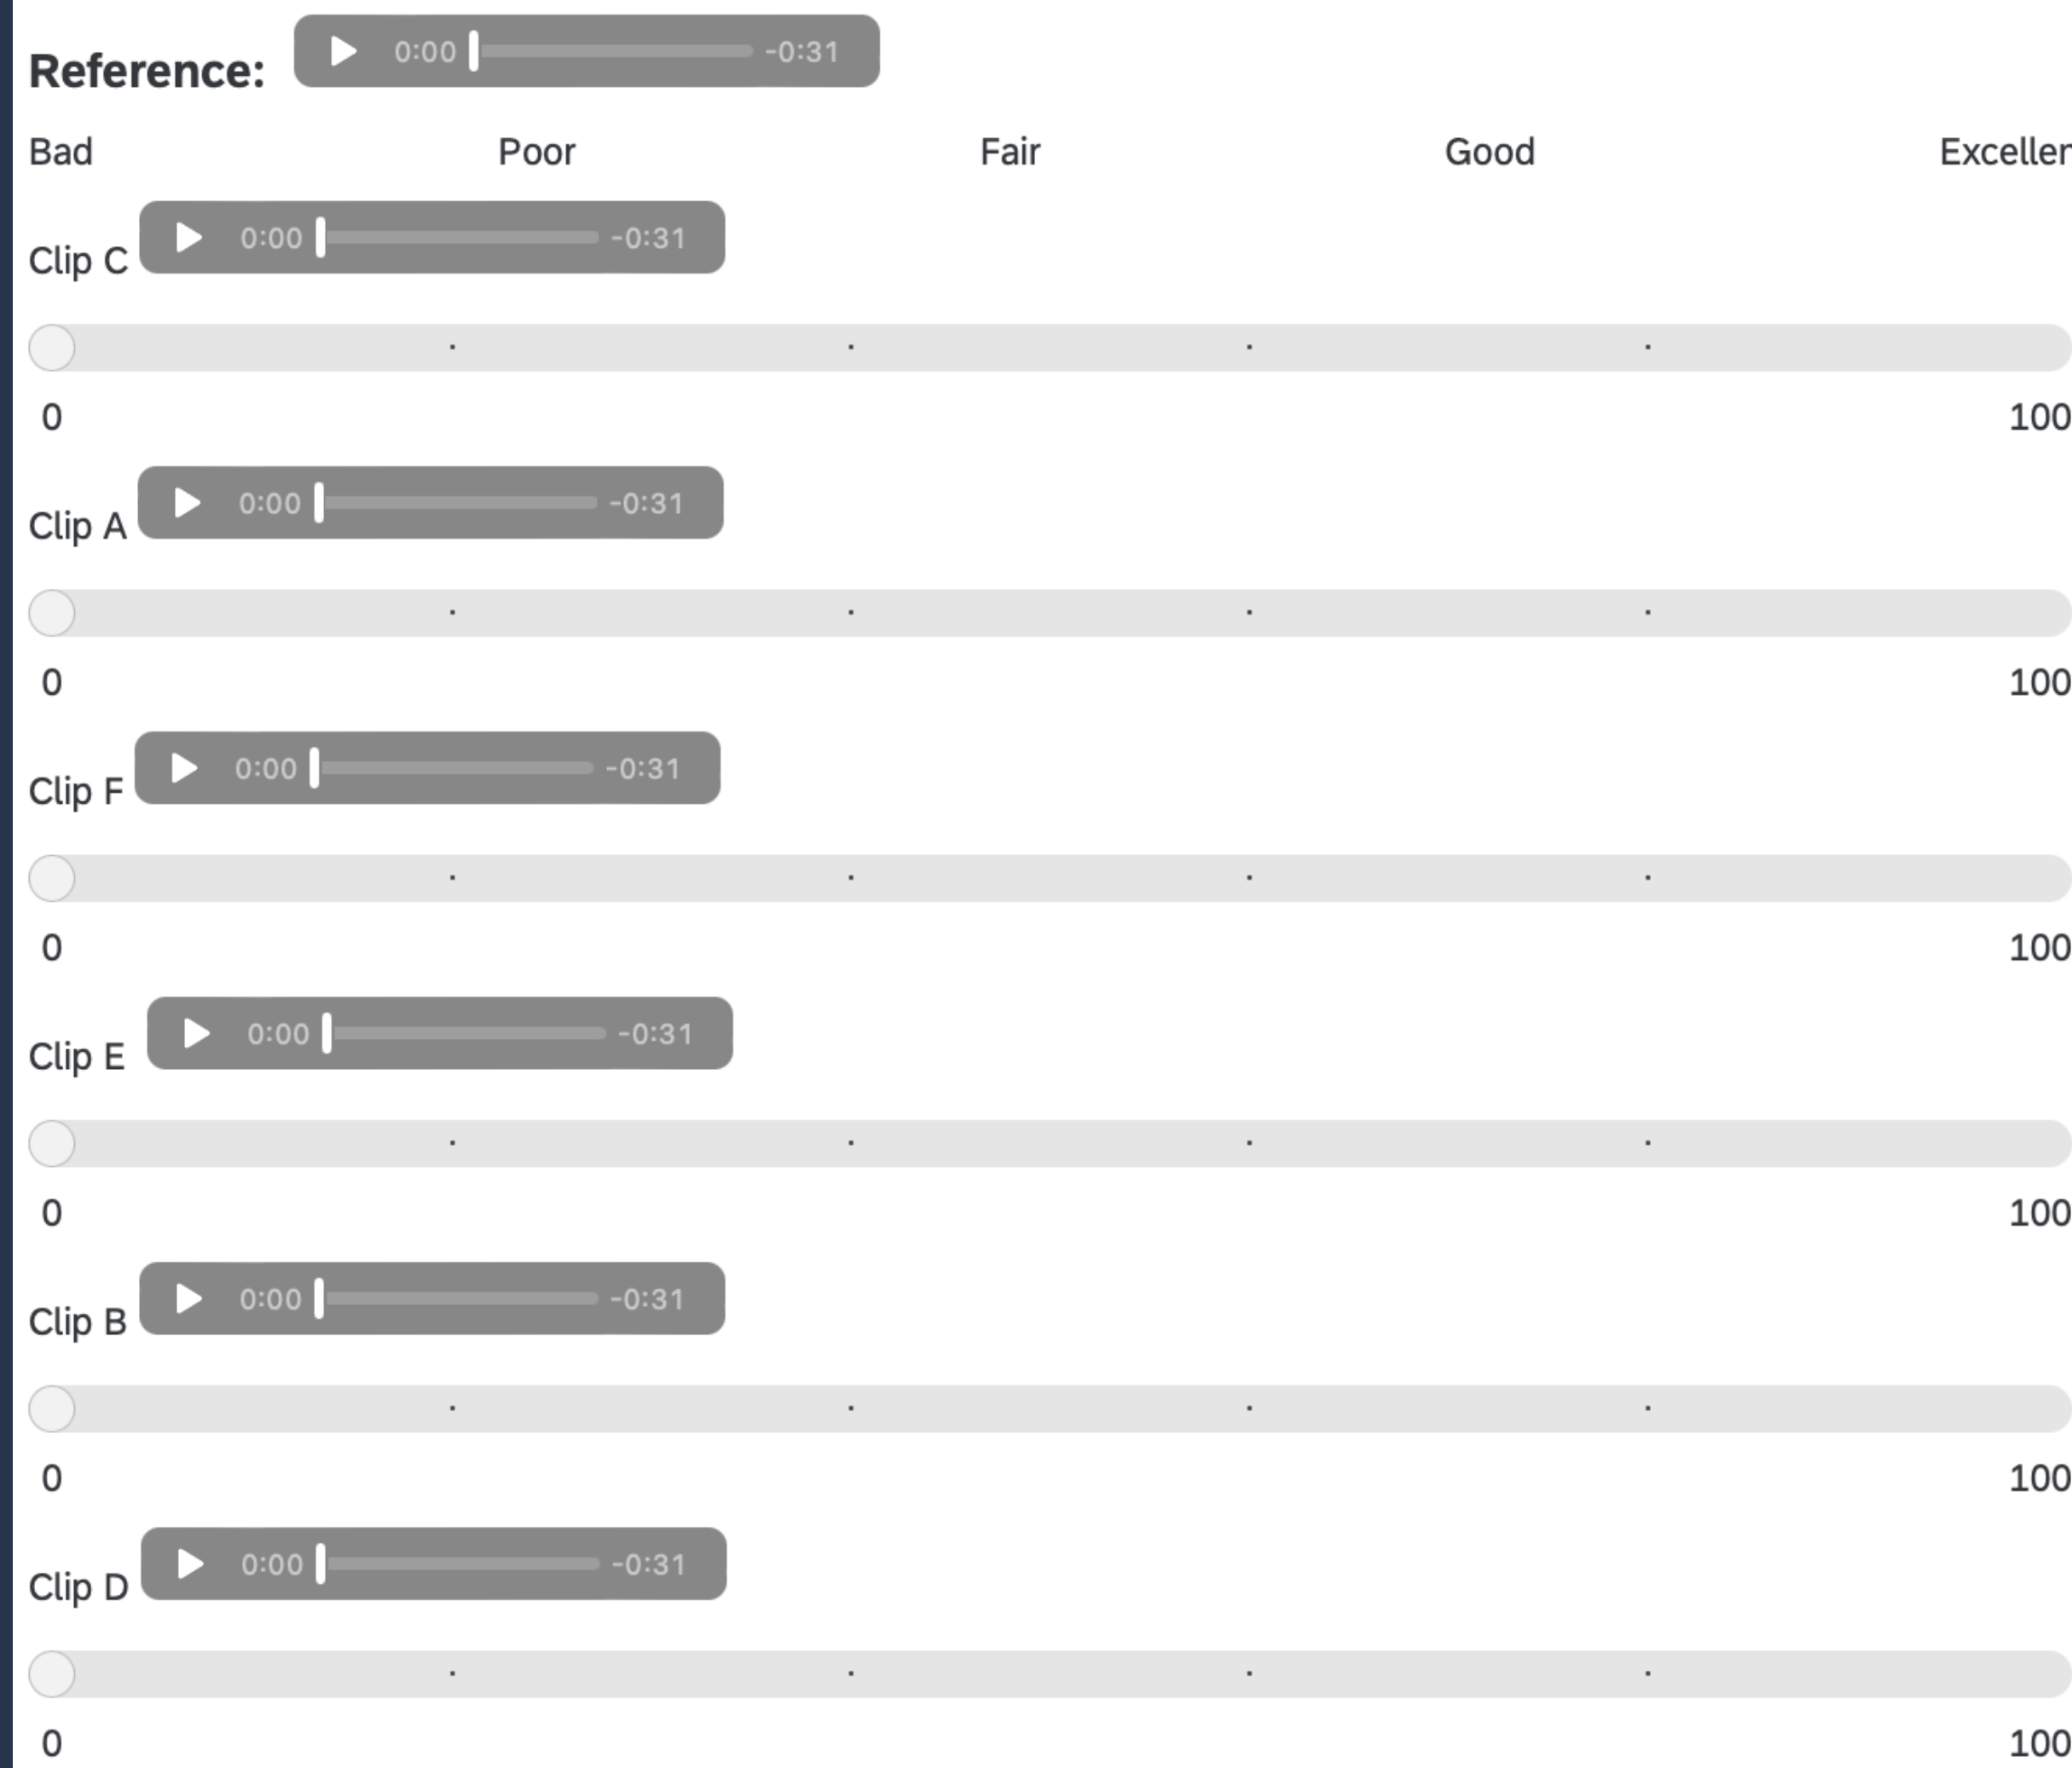 Reference: 0:00 -0:31
Bad Poor Fair Good Excellen
Clip C 0:00 -0:31
0 100
Clip A 0:00 -0:31
0 100
Clip F 0:00 -0:31
0 100
Clip E 0:00 -0:31
0 100
Clip B 0:00 -0:31
0 100
Clip D 0:00 -0:31
0 100